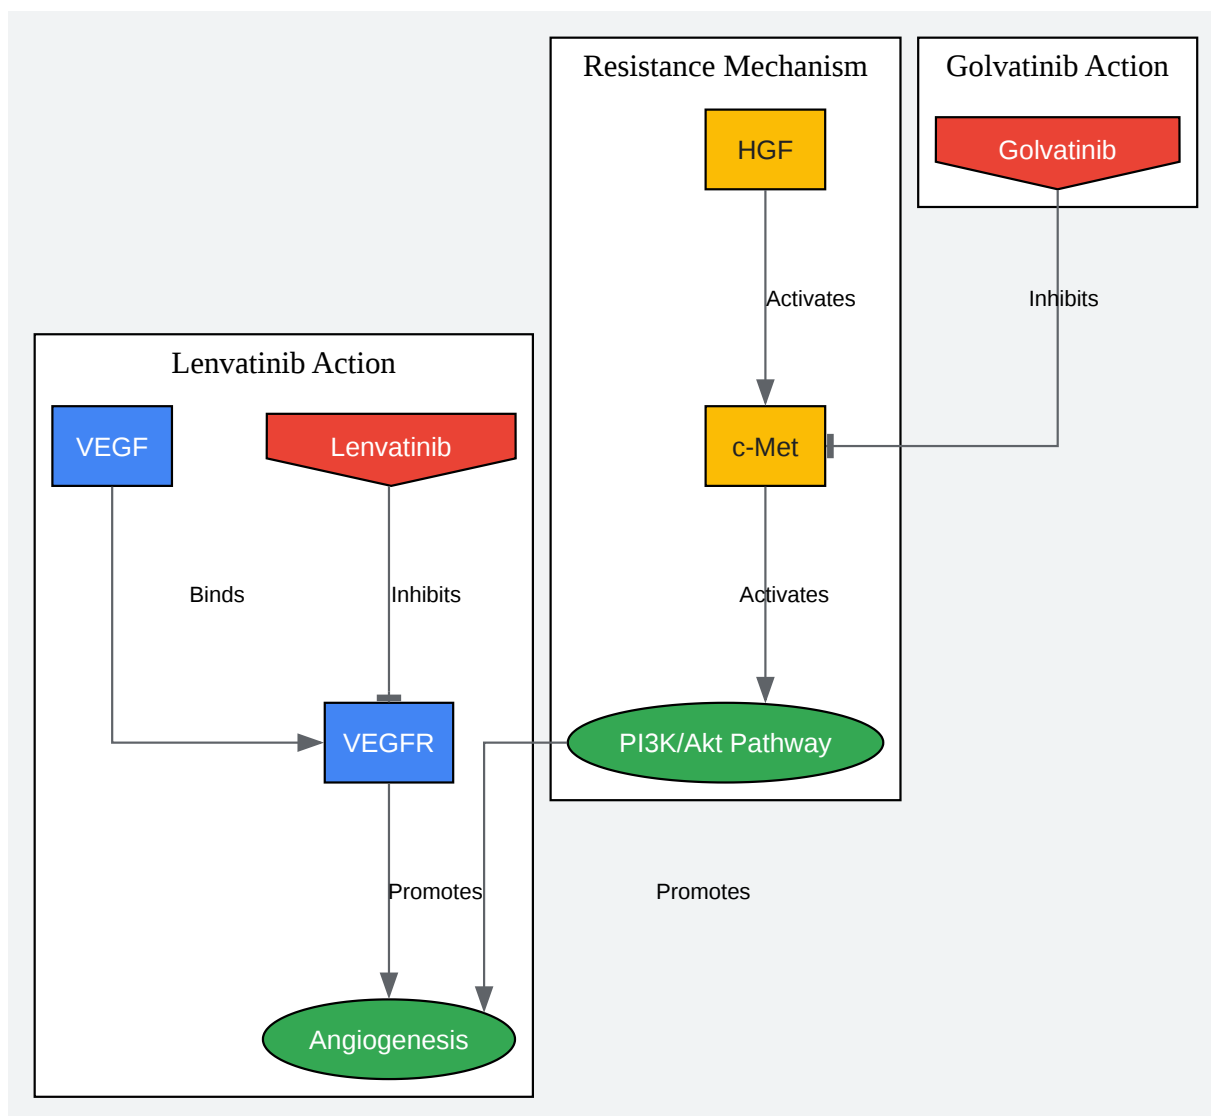 Resistance Mechanism
Golvatinib Action
HGF
Golvatinib
Activates
Inhibits
Lenvatinib Action
VEGF
Lenvatinib
c-Met
Binds
Inhibits
Activates
VEGFR
PI3K/Akt Pathway
Promotes
Promotes
Angiogenesis